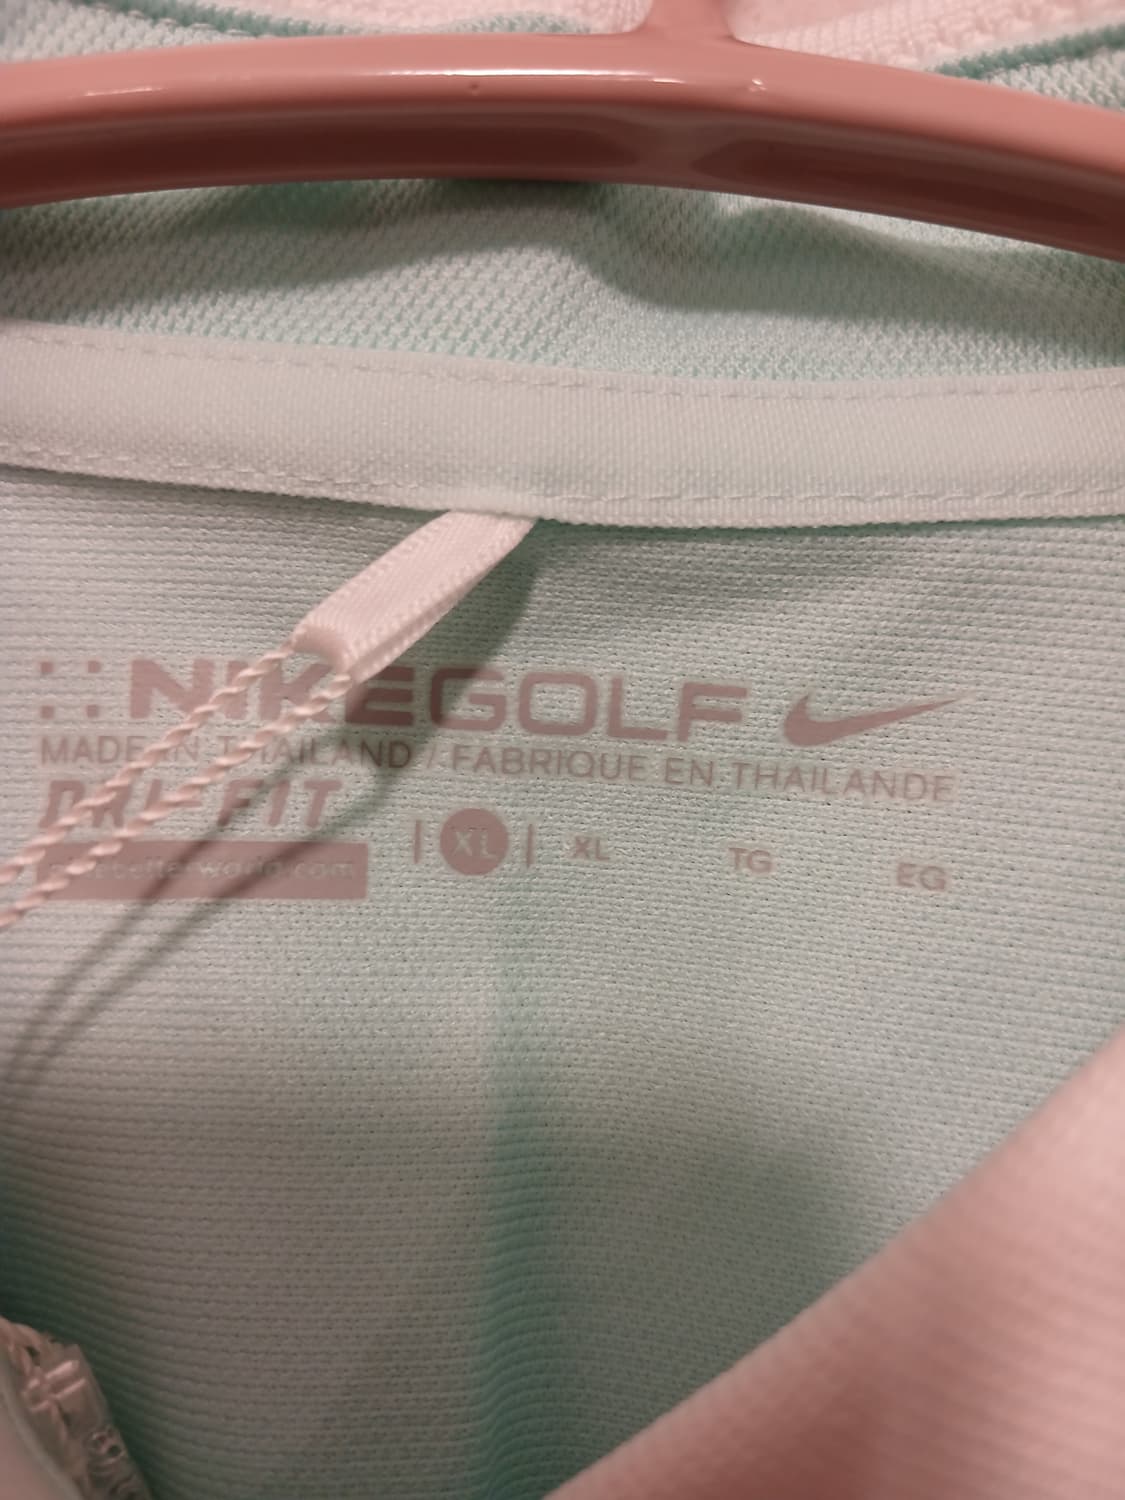 NIKEGOLF
MADE IN THAILAND / FABRIQUE EN THAILANDE
DRI-FIT
XL XL TG EG